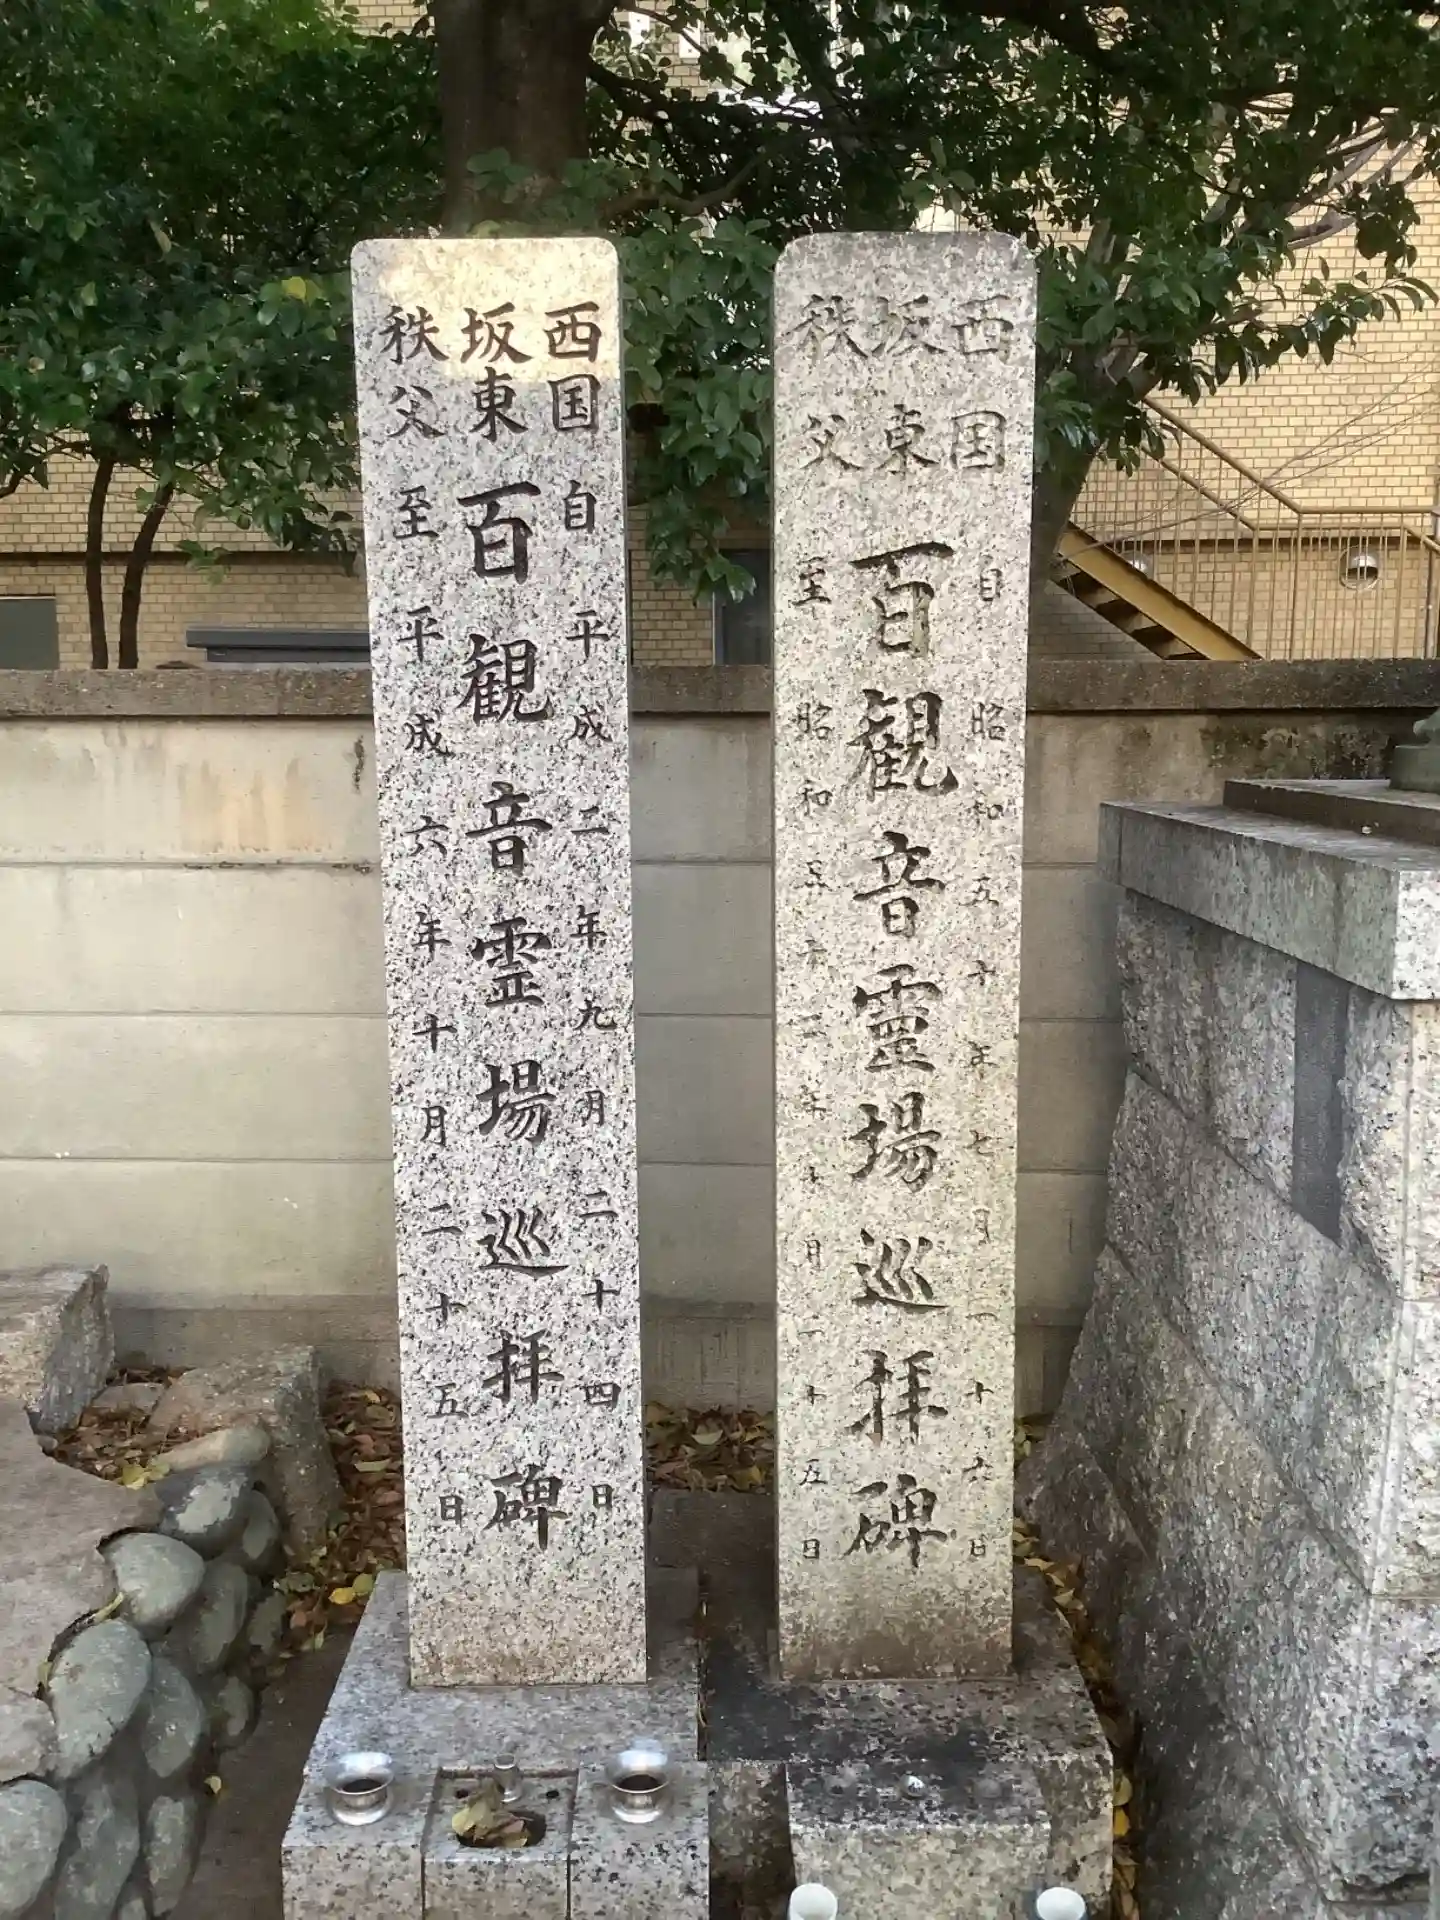 西国
坂東
秩父
自昭和五十年七月二十六日
百観音霊場巡拝碑
至昭和五十三年十月二十五日
西国
坂東
秩父
自平成二年九月二十四日
百観音霊場巡拝碑
至平成六年十月二十五日